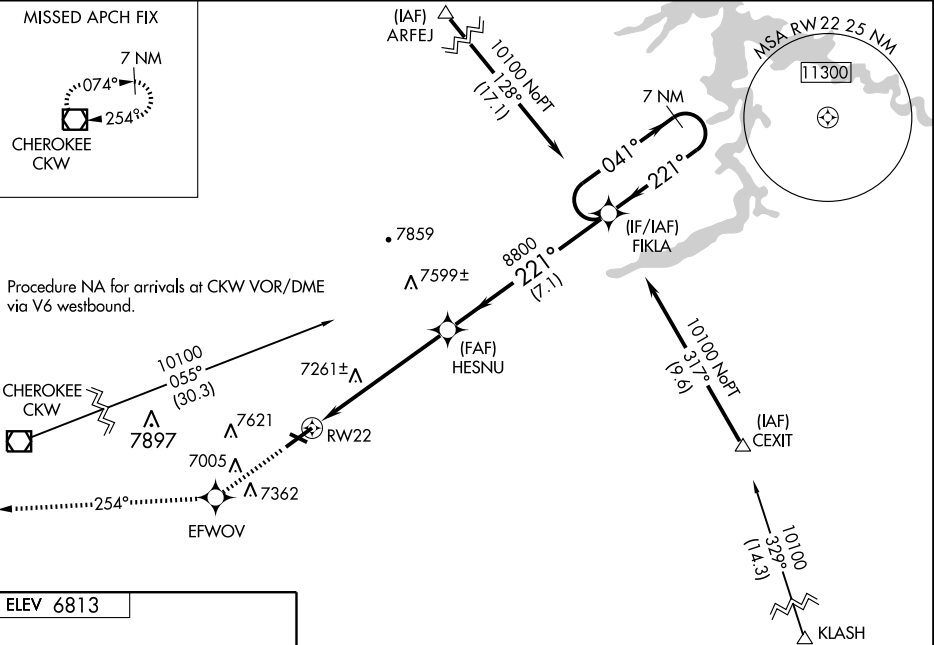 MISSED APCH FIX
7 NM
074°
254°
CHEROKEE
CKW
(IAF)
ARFEJ
10100 NoPT
128°
(17.1)
MSA RW 22 25 NM
11300
7 NM
041°
221°
(IF/IAF)
FIKLA
7859
7599±
8800
221°
(7.1)
Procedure NA for arrivals at CKW VOR/DME
via V6 westbound.
10100
055°
(30.3)
(FAF)
HESNU
10100 NoPT
317°
(9.6)
CHEROKEE
CKW
7261±
7897
7621
RW22
(IAF)
CEXIT
7005
7362
254°
EFWOV
10100
329°
(14.3)
KLASH
ELEV 6813